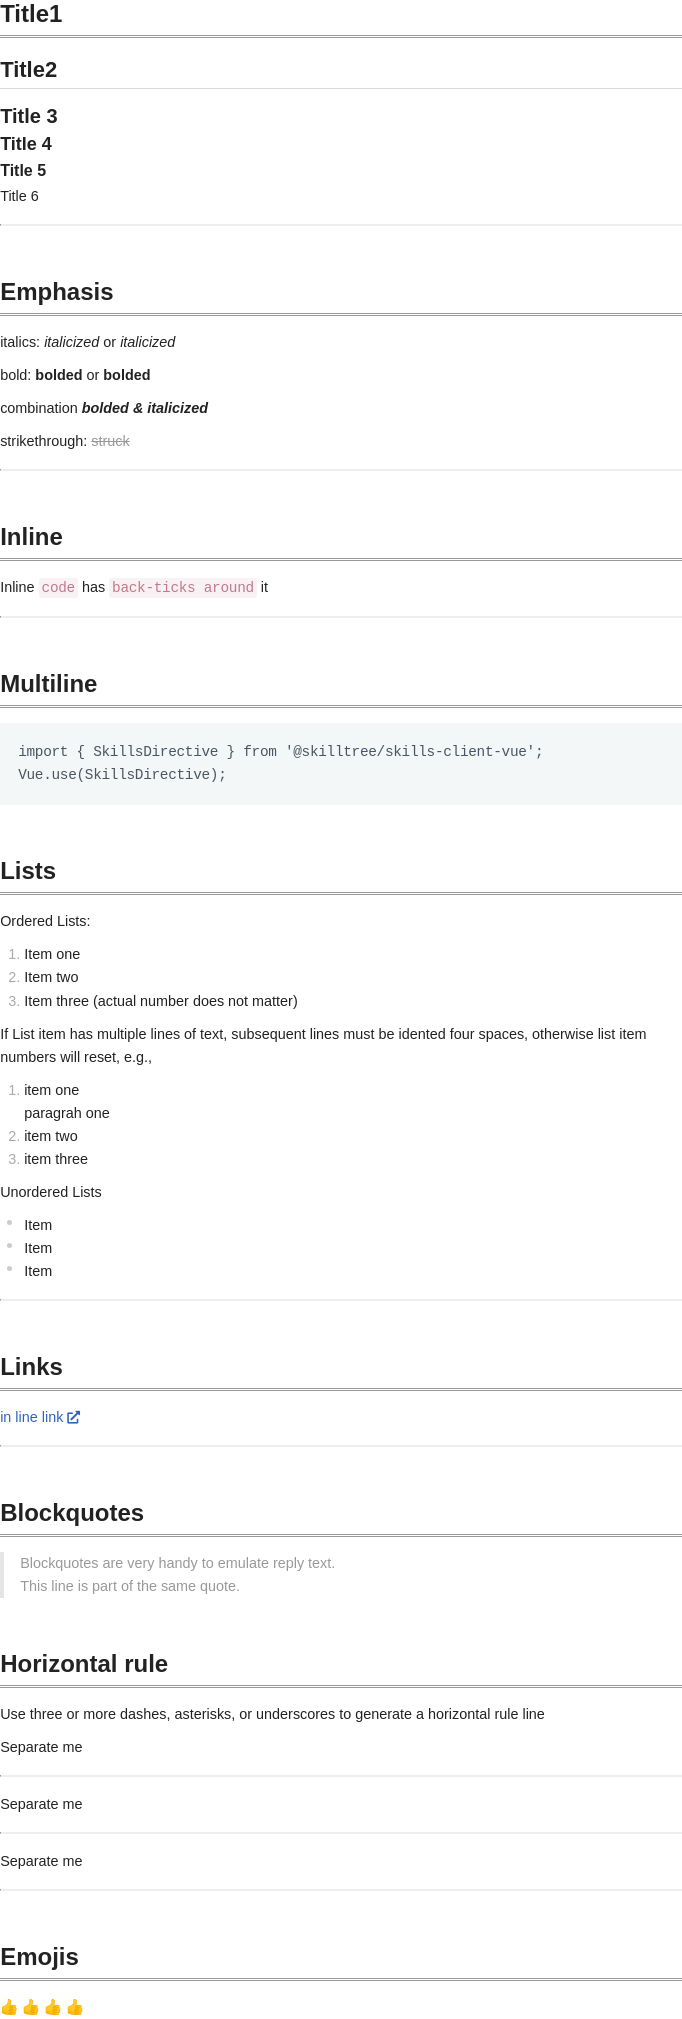 Title1
Title2
Title 3
Title 4
Title 5
Title 6
Emphasis
italics: italicized or italicized
bold: bolded or bolded
combination bolded & italicized
strikethrough: struck
Inline
Inline code has back-ticks around it
Multiline
import { SkillsDirective } from '@skilltree/skills-client-vue';
Vue.use(SkillsDirective);
Lists
Ordered Lists:
1. Item one
2. Item two
3. Item three (actual number does not matter)
If List item has multiple lines of text, subsequent lines must be idented four spaces, otherwise list item
numbers will reset, e.g.,
1. item one
paragrah one
2. item two
3. item three
Unordered Lists
• Item
• Item
• Item
Links
in line link
Blockquotes
Blockquotes are very handy to emulate reply text.
This line is part of the same quote.
Horizontal rule
Use three or more dashes, asterisks, or underscores to generate a horizontal rule line
Separate me
Separate me
Separate me
Emojis
👍 👍 👍 👍